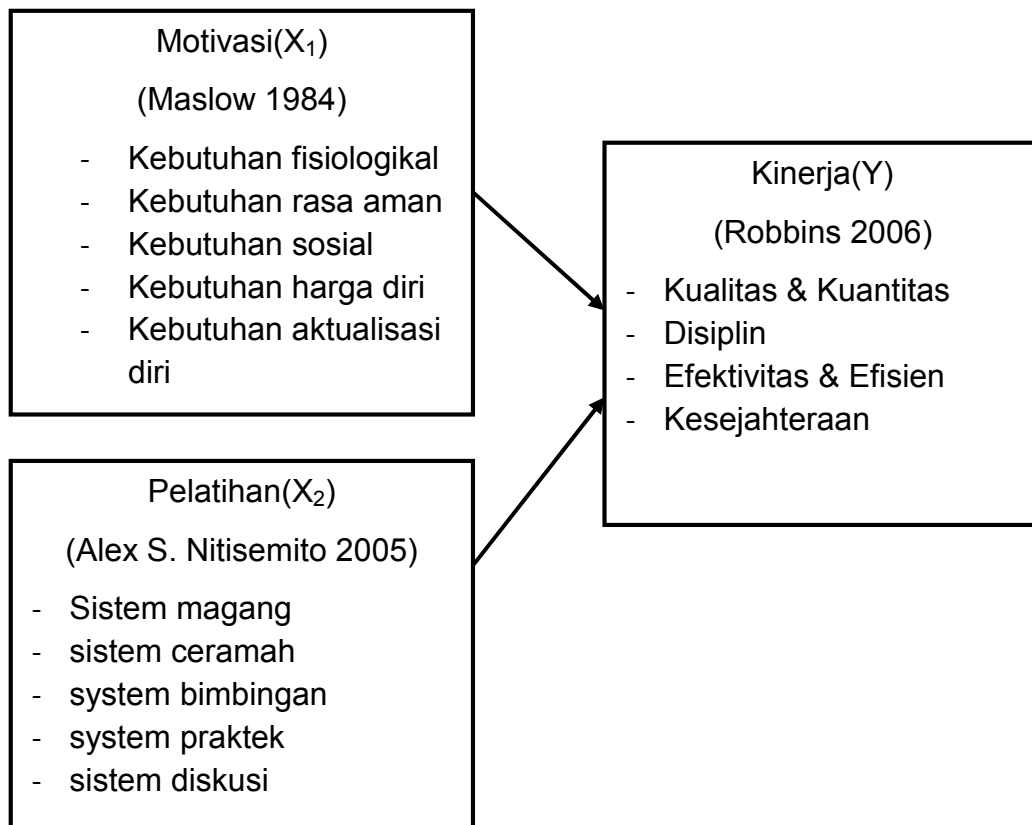 Motivasi(X₁)
(Maslow 1984)
- Kebutuhan fisiologikal
- Kebutuhan rasa aman
- Kebutuhan sosial
- Kebutuhan harga diri
- Kebutuhan aktualisasi
diri
Kinerja(Y)
(Robbins 2006)
- Kualitas & Kuantitas
- Disiplin
- Efektivitas & Efisien
- Kesejahteraan
Pelatihan(X₂)
(Alex S. Nitisemito 2005)
- Sistem magang
- sistem ceramah
- system bimbingan
- system praktek
- sistem diskusi